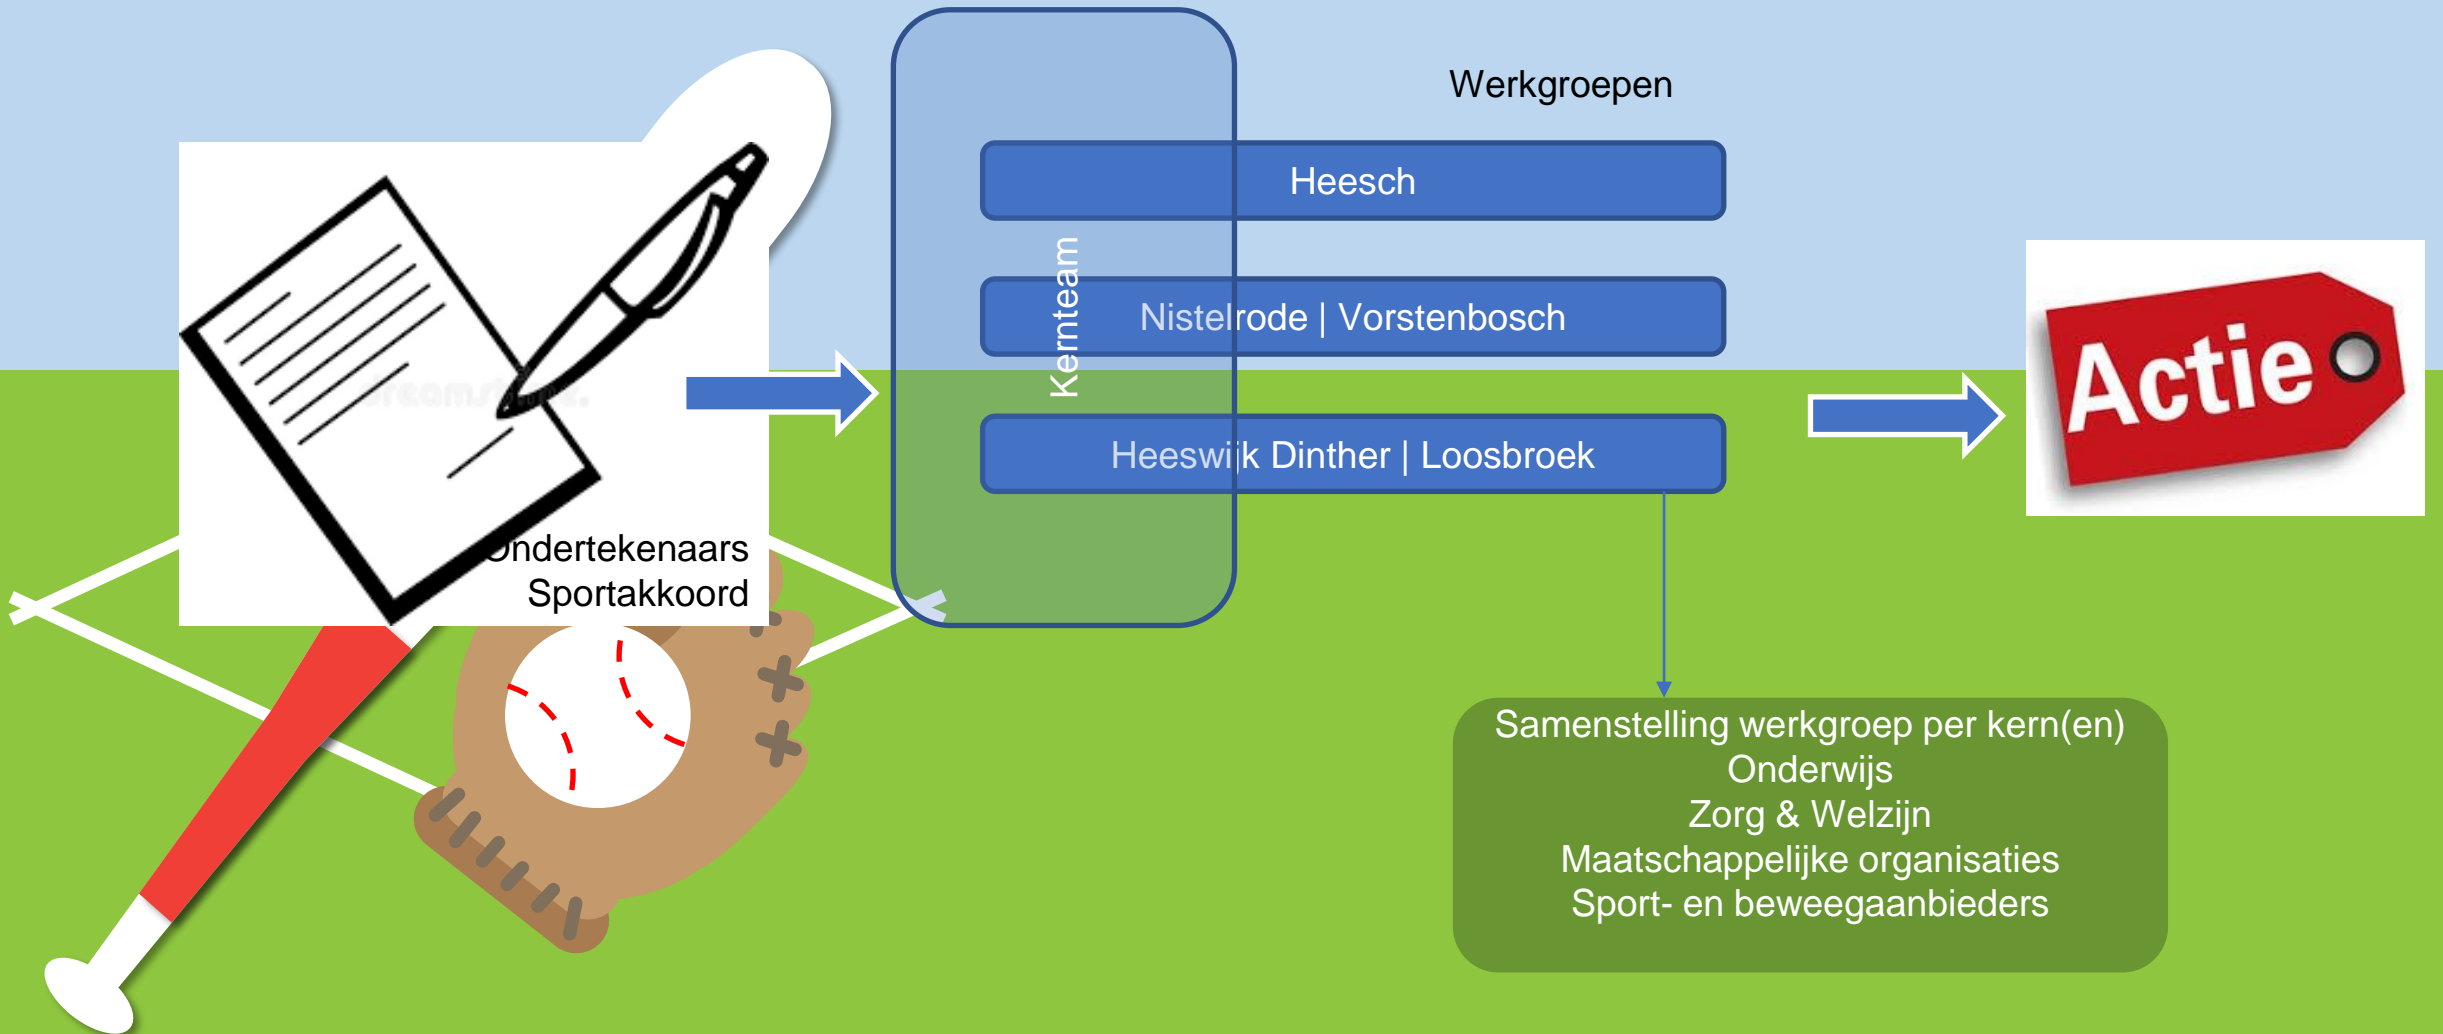 Ondertekenaars
Sportakkoord
Kernteam
Werkgroepen
Heesch
Nistelrode | Vorstenbosch
Heeswijk Dinther | Loosbroek
Actie
Samenstelling werkgroep per kern(en)
Onderwijs
Zorg & Welzijn
Maatschappelijke organisaties
Sport- en beweegaanbieders